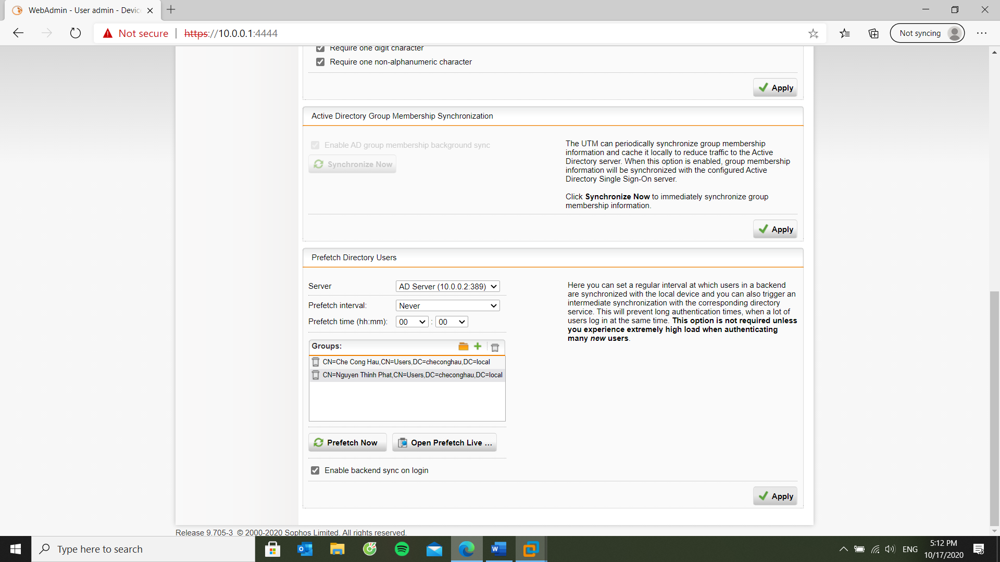 WebAdmin - User admin - Devic
Not secure
https://10.0.0.1:4444
Not syncing
Require one digit character
Require one non-alphanumeric character
Apply
Active Directory Group Membership Synchronization
Enable AD group membership background sync
Synchronize Now
The UTM can periodically synchronize group membership
information and cache it locally to reduce traffic to the Active
Directory server. When this option is enabled, group membership
information will be synchronized with the configured Active
Directory Single Sign-On server.
Click Synchronize Now to immediately synchronize group
membership information.
Apply
Prefetch Directory Users
Server
AD Server (10.0.0.2:389)
Prefetch interval:
Never
Prefetch time (hh:mm):
00 : 00
Here you can set a regular interval at which users in a backend
are synchronized with the local device and you can also trigger an
intermediate synchronization with the corresponding directory
service. This will prevent long authentication times, when a lot of
users log in at the same time. This option is not required unless
you experience extremely high load when authenticating
many new users.
Groups:
CN=Che Cong Hau,CN=Users,DC=checonghau,DC=local
CN=Nguyen Thinh Phat,CN=Users,DC=checonghau,DC=local
Prefetch Now
Open Prefetch Live ...
Enable backend sync on login
Apply
Release 9.705-3 © 2000-2020 Sophos Limited. All rights reserved.
Type here to search
ENG
5:12 PM
10/17/2020